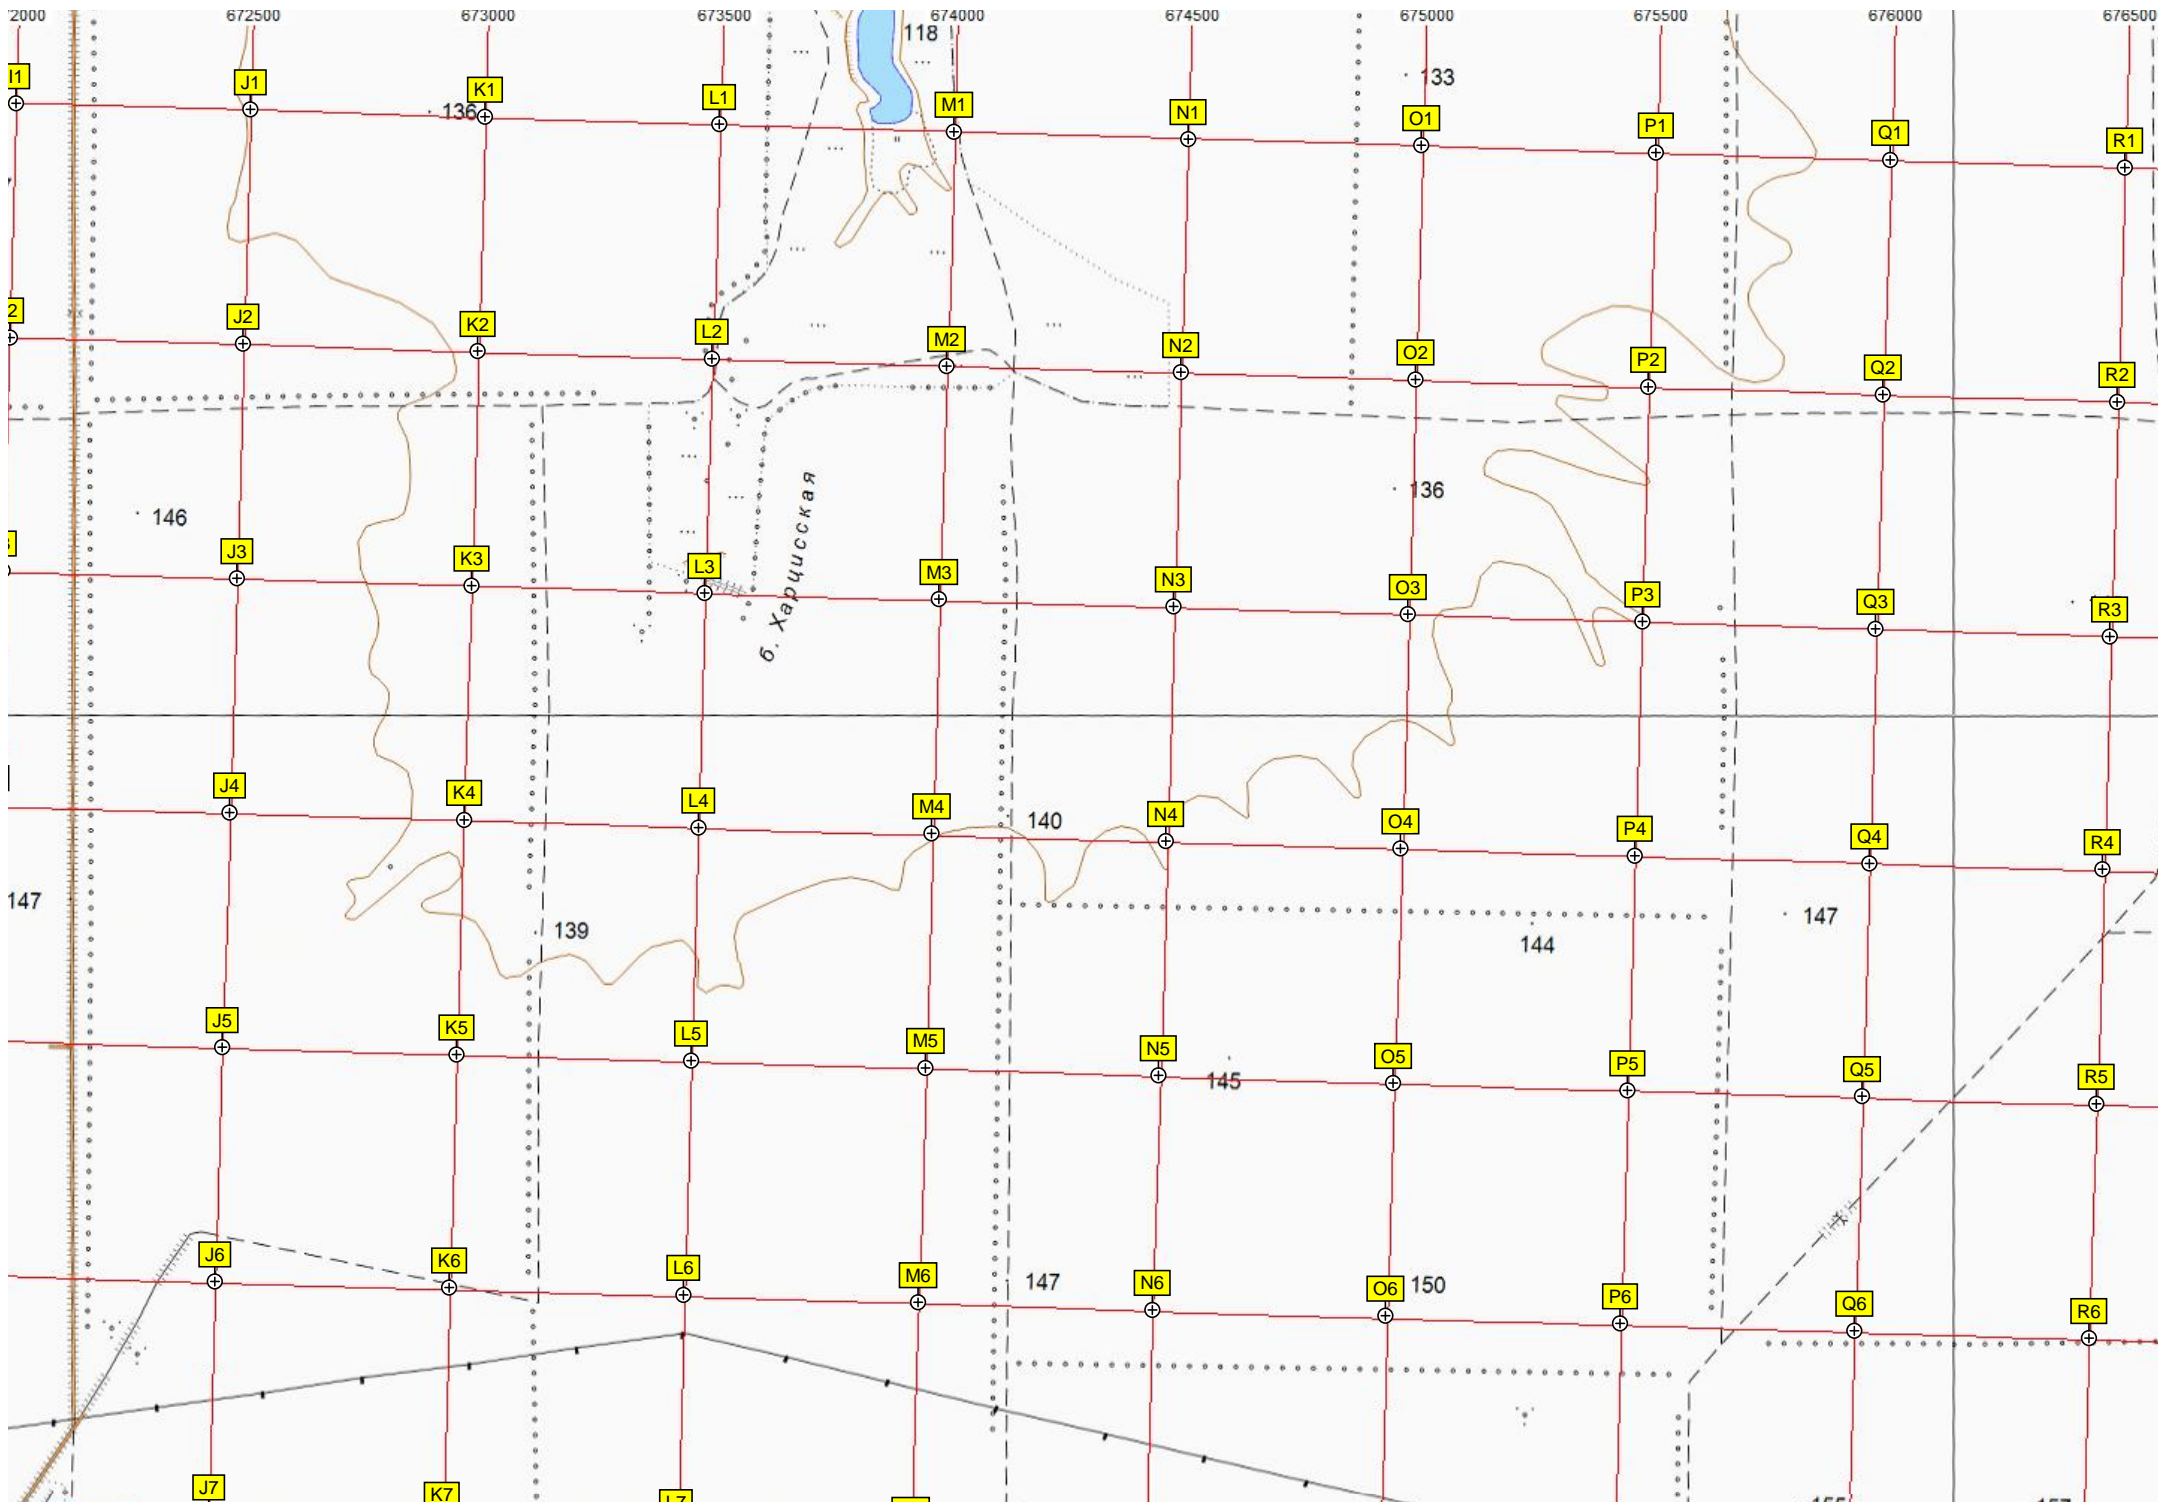 2000 672500 673000 673500 674000 674500 675000 675500 676000 676500
118
133
I1 J1 K1 L1 M1 N1 O1 P1 Q1 R1
136
2 J2 K2 L2 M2 N2 O2 P2 Q2 R2
136
146
б. Харцисская
J3 K3 L3 M3 N3 O3 P3 Q3 R3
J4 K4 L4 M4 N4 O4 P4 Q4 R4
140
147
139
144
147
J5 K5 L5 M5 N5 O5 P5 Q5 R5
145
J6 K6 L6 M6 N6 O6 P6 Q6 R6
147
150
J7 K7 L7